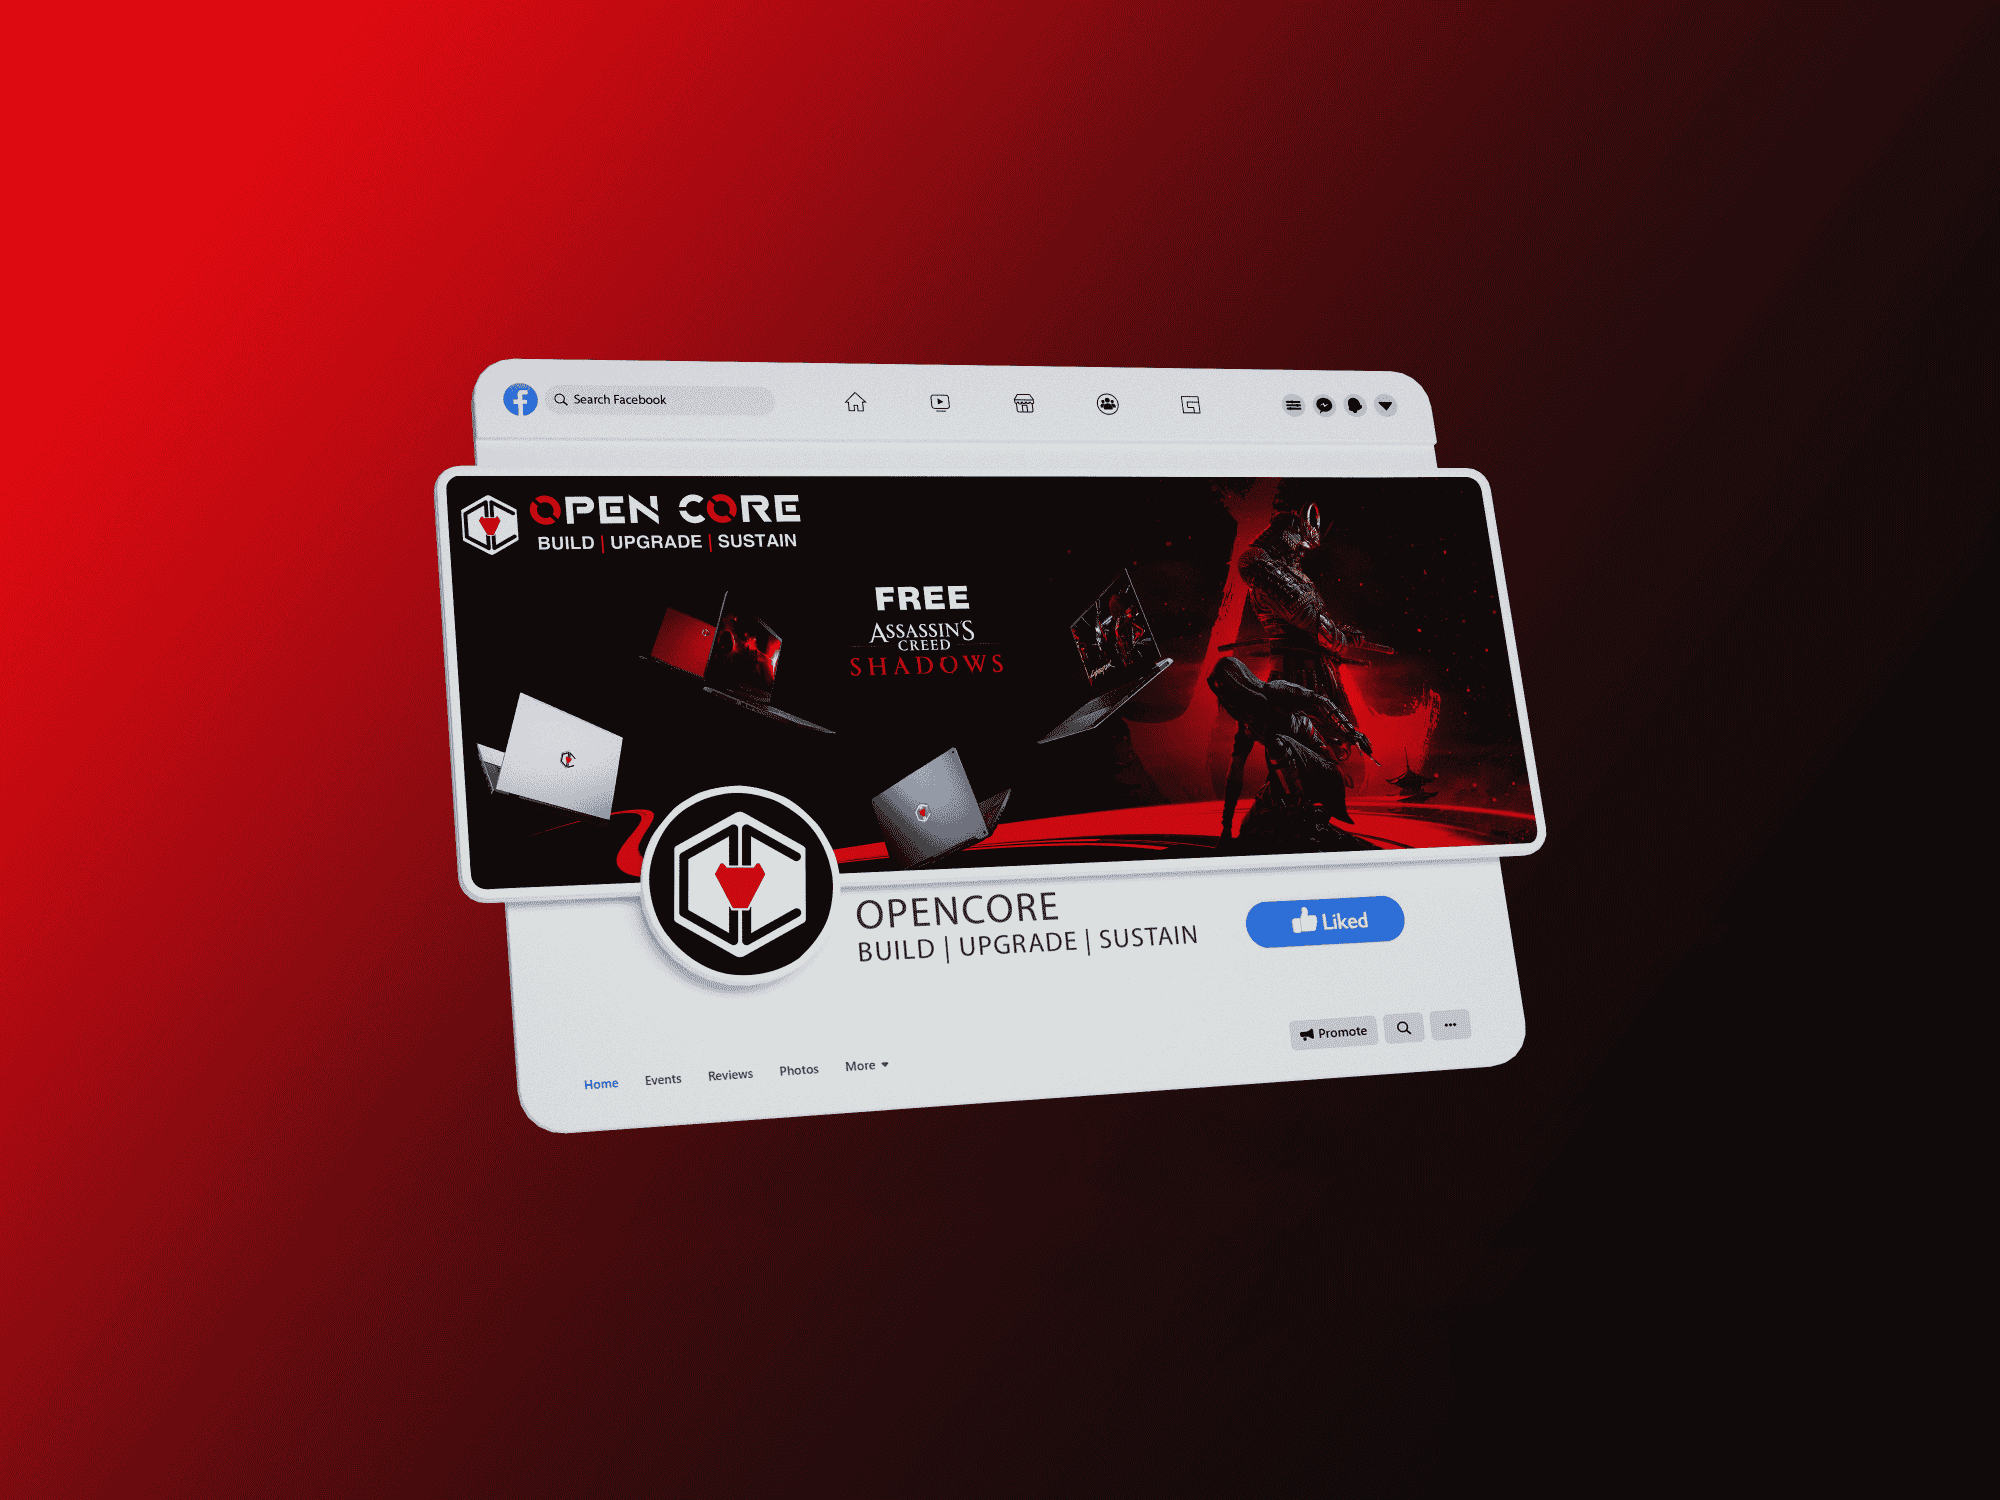 Search Facebook
OPEN CORE
BUILD | UPGRADE | SUSTAIN
FREE
ASSASSIN'S
CREED
SHADOWS
OPENCORE
BUILD | UPGRADE | SUSTAIN
Liked
Promote
Home Events Reviews Photos More